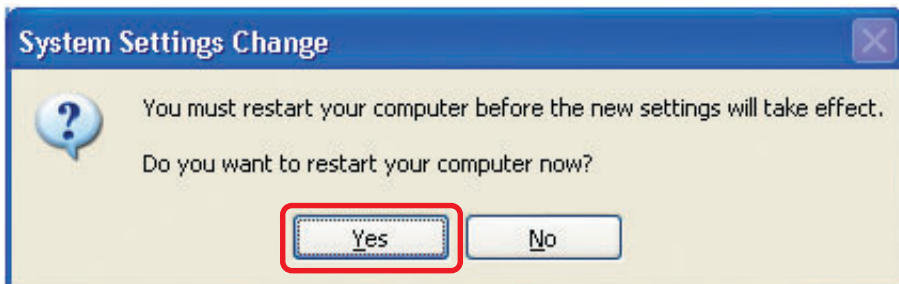 System Settings Change
You must restart your computer before the new settings will take effect.
Do you want to restart your computer now?
Yes
No